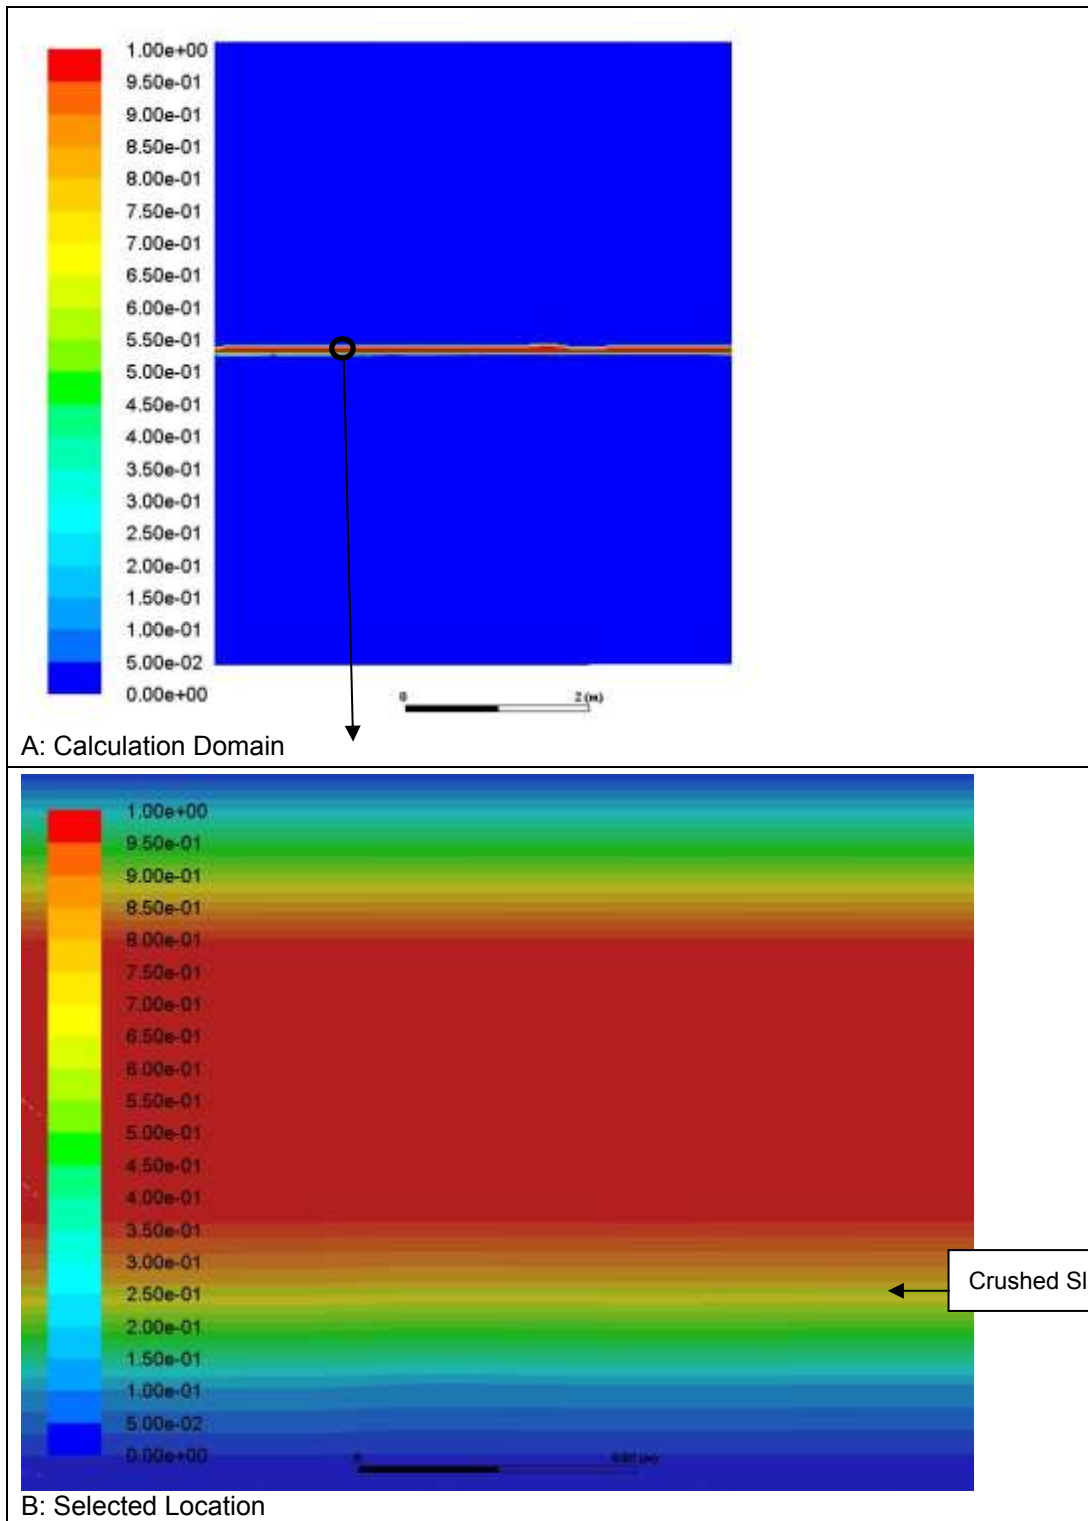 1.00e+00
9.50e-01
9.00e-01
8.50e-01
8.00e-01
7.50e-01
7.00e-01
6.50e-01
6.00e-01
5.50e-01
5.00e-01
4.50e-01
4.00e-01
3.50e-01
3.00e-01
2.50e-01
2.00e-01
1.50e-01
1.00e-01
5.00e-02
0.00e+00
0 2 (m)
A: Calculation Domain
1.00e+00
9.50e-01
9.00e-01
8.50e-01
8.00e-01
7.50e-01
7.00e-01
6.50e-01
6.00e-01
5.50e-01
5.00e-01
4.50e-01
4.00e-01
3.50e-01
3.00e-01
Crushed Sl
2.50e-01
2.00e-01
1.50e-01
1.00e-01
5.00e-02
0.00e+00
0
B: Selected Location